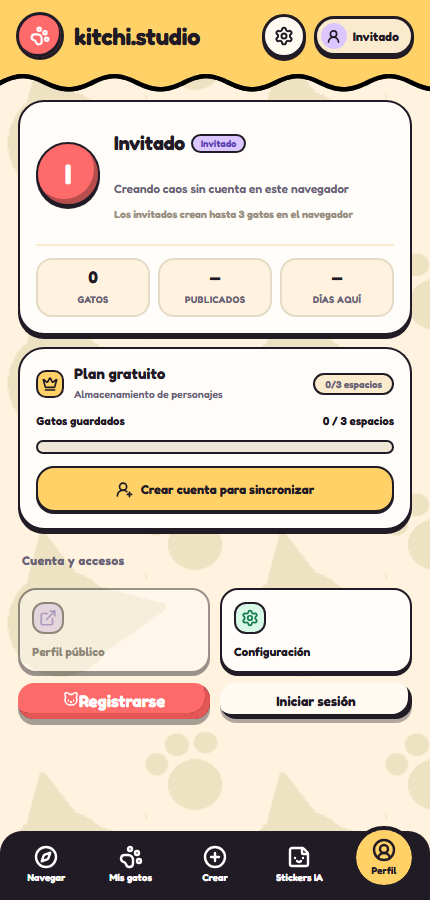 kitchi.studio
Invitado
I
Invitado
Invitado
Creando caos sin cuenta en este navegador
Los invitados crean hasta 3 gatos en el navegador
0
GATOS
—
PUBLICADOS
—
DÍAS AQUÍ
Plan gratuito
Almacenamiento de personajes
0/3 espacios
Gatos guardados
0 / 3 espacios
Crear cuenta para sincronizar
Cuenta y accesos
Perfil público
Configuración
Registrarse
Iniciar sesión
Navegar
Mis gatos
Crear
Stickers IA
Perfil